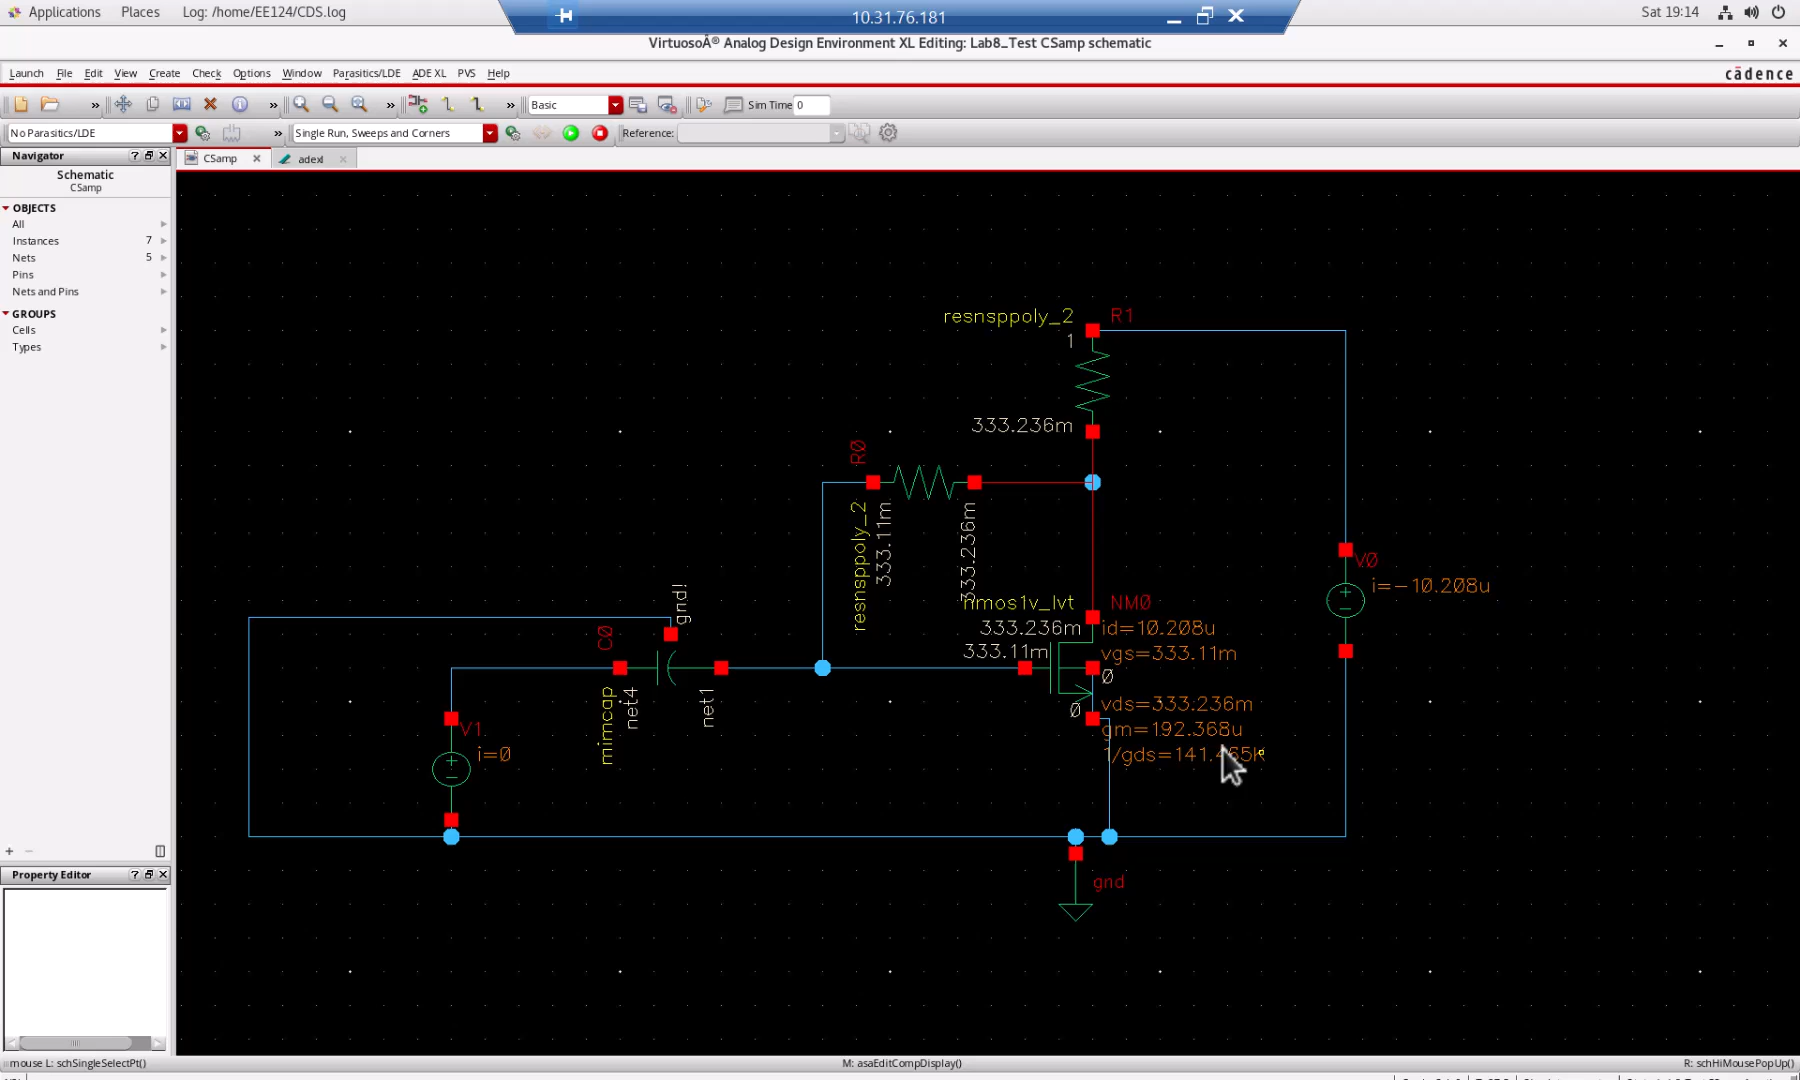 Applications Places Log: /home/EE124/CDS.log
10.31.76.181
Sat 19:14
VirtuosoÂ® Analog Design Environment XL Editing: Lab8_Test CSamp schematic
Launch File Edit View Create Check Options Window Parasitics/LDE ADE XL PVS Help
cādence
» » » »
Basic
Sim Time 0
No Parasitics/LDE
»
Single Run, Sweeps and Corners
Reference:
Navigator
CSamp
adexl
Schematic
CSamp
OBJECTS
All
Instances 7
Nets 5
Pins
Nets and Pins
GROUPS
Cells
Types
Property Editor
resnsppoly_2
R1
1
333.236m
R0
resnsppoly_2
333.11m
333.236m
nmos1v_lvt
NM0
333.236m
id=10.208u
333.11m
vgs=333.11m
0
0
vds=333.236m
gm=192.368u
V0
i=-10.208u
gnd!
C0
mimcap
net4
net1
V1
i=0
gnd
mouse L: schSingleSelectPt()
M: asaEditCompDisplay()
R: schHiMousePopUp()